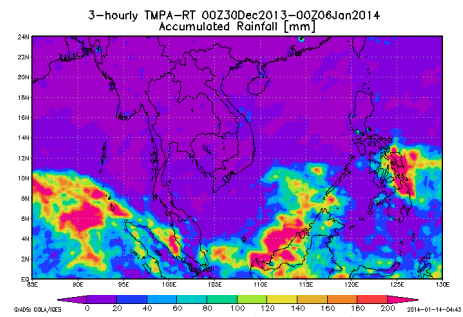 3-hourly TMPA-RT 00Z30Dec2013-00Z06Jan2014
Accumulated Rainfall [mm]
24N
22N
20N
18N
16N
14N
12N
10N
8N
6N
4N
2N
EQ
85E 90E 95E 100E 105E 110E 115E 120E 125E 130E
0 20 40 60 80 100 120 140 160 180 200
GrADS: COLA/IGES 2014-01-14-04:43